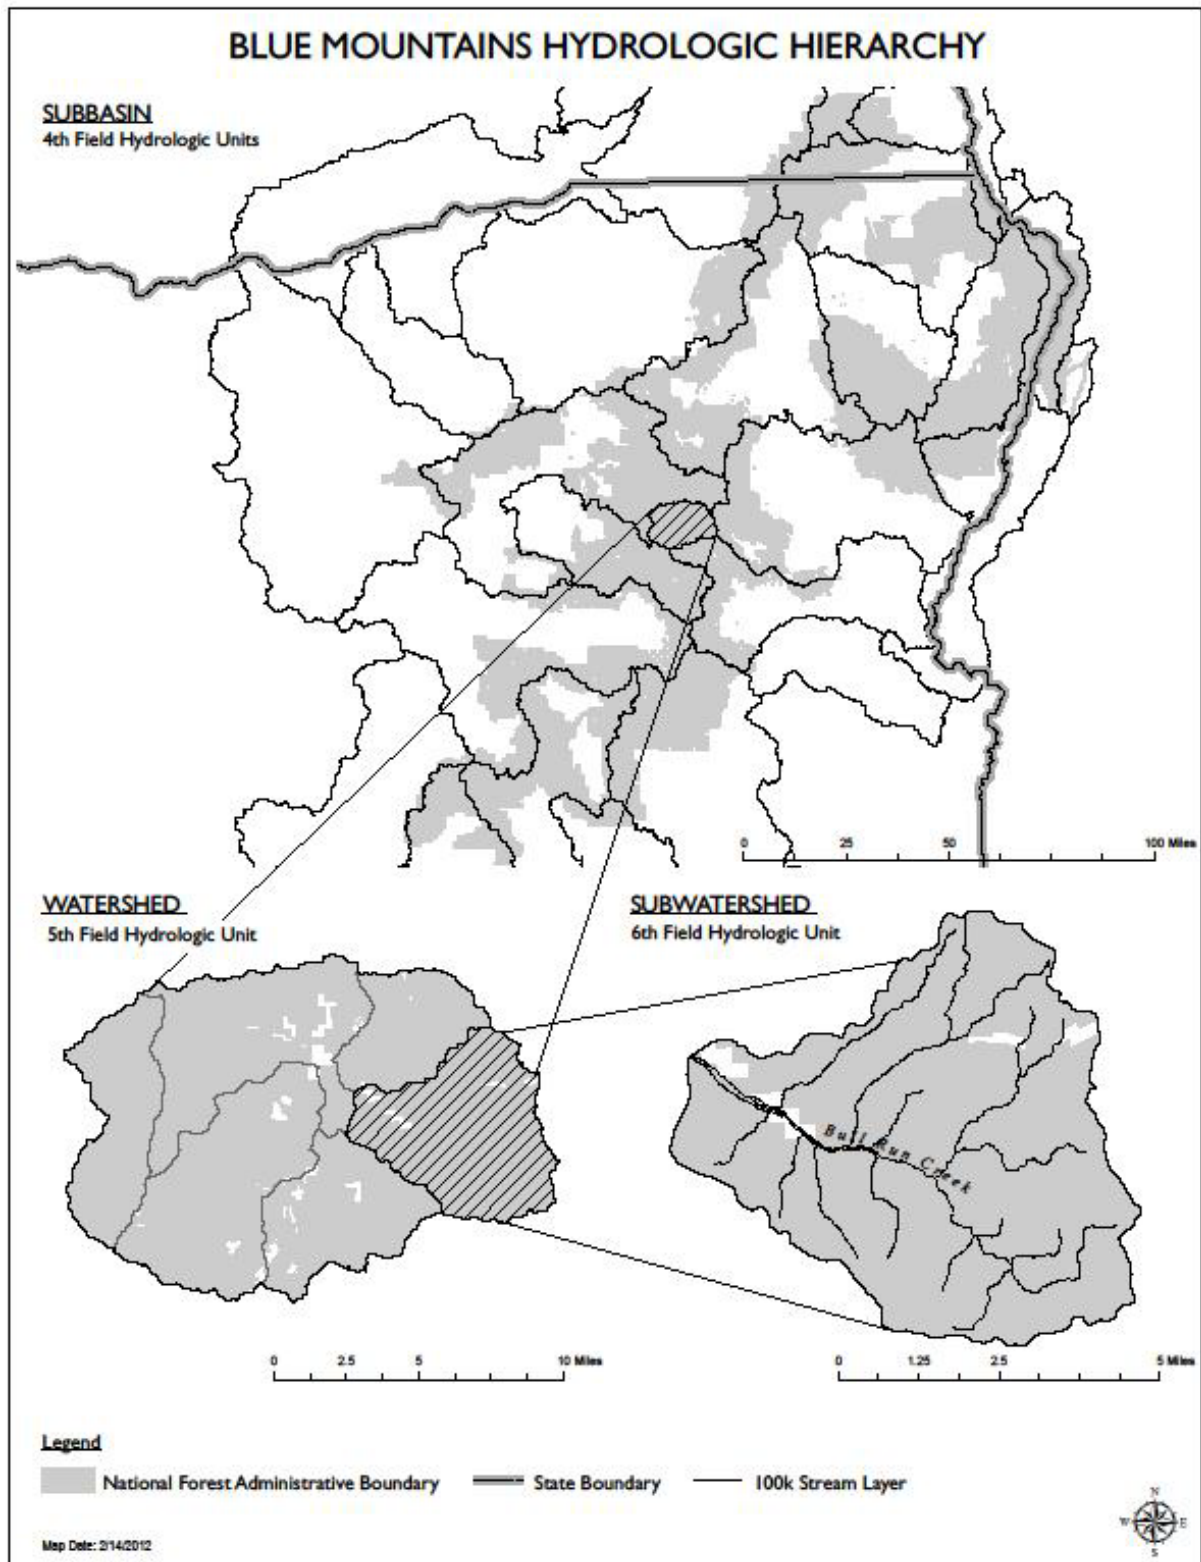 BLUE MOUNTAINS HYDROLOGIC HIERARCHY
SUBBASIN
4th Field Hydrologic Units
0 25 50 100 Miles
WATERSHED
5th Field Hydrologic Unit
SUBWATERSHED
6th Field Hydrologic Unit
Bull Run Creek
0 2.5 5 10 Miles
0 1.25 2.5 5 Miles
Legend
National Forest Administrative Boundary
State Boundary
100k Stream Layer
N
W E
S
Map Date: 2/14/2012